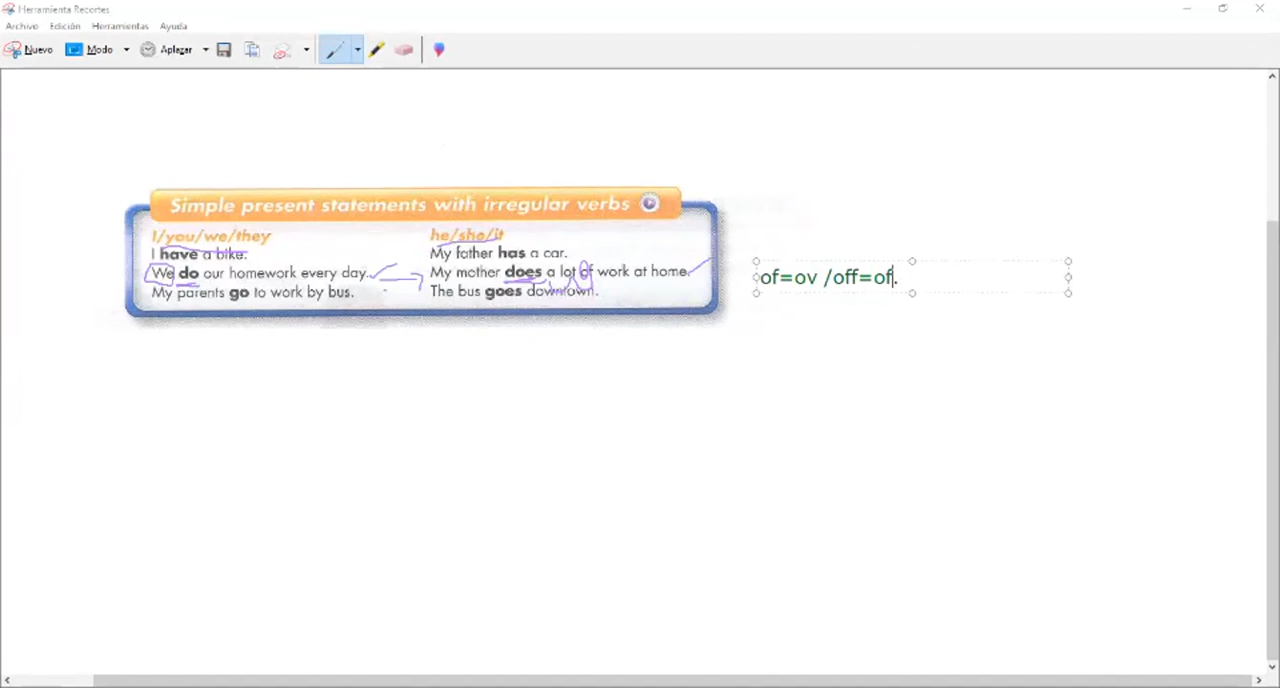 Herramienta Recortes
Archivo Edición Herramientas Ayuda
Nuevo Modo Aplazar
Simple present statements with irregular verbs
I/you/we/they
I have a bike.
We do our homework every day.
My parents go to work by bus.
he/she/it
My father has a car.
My mother does a lot of work at home.
The bus goes downtown.
of=ov /off=of.